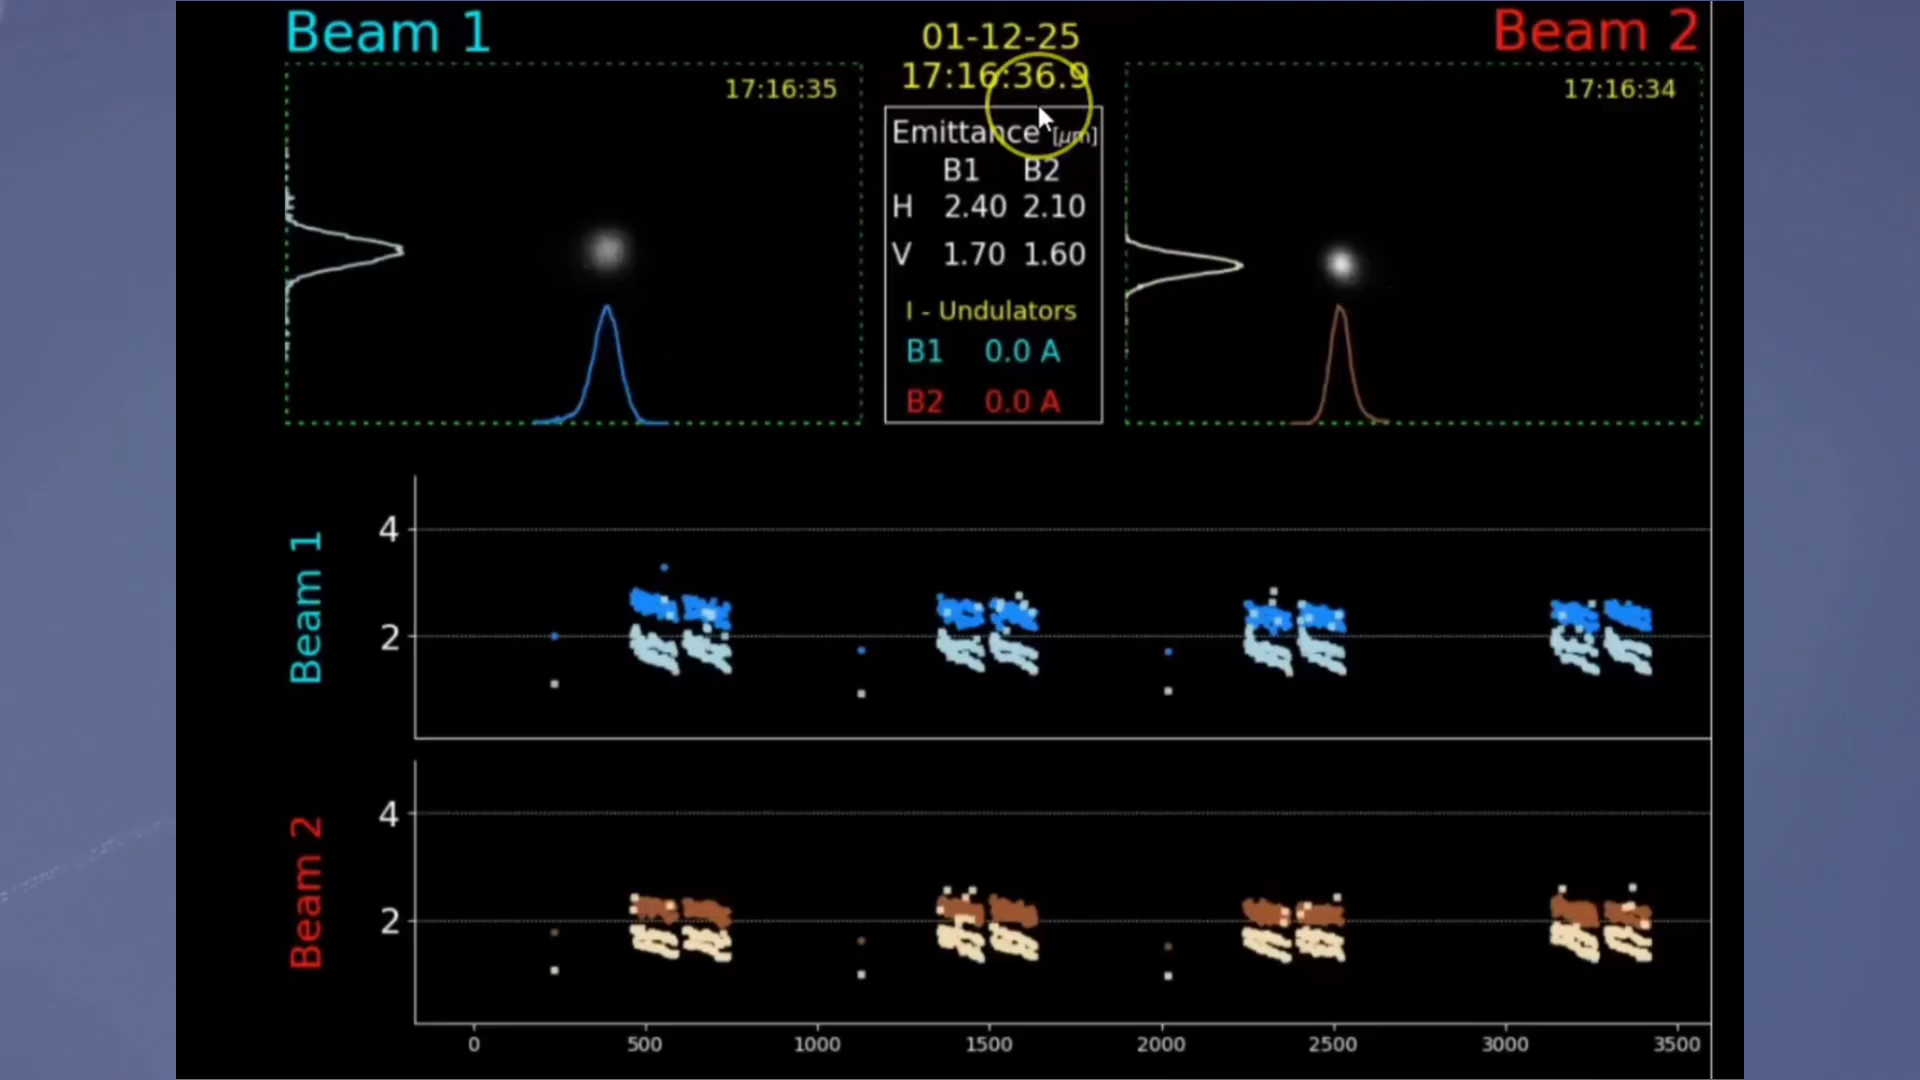 Beam 1
01-12-25
17:16:36.9
Beam 2
17:16:35
17:16:34
Emittance [μm]
B1 B2
H 2.40 2.10
V 1.70 1.60
I - Undulators
B1 0.0 A
B2 0.0 A
Beam 1
4
2
Beam 2
4
2
0 500 1000 1500 2000 2500 3000 3500